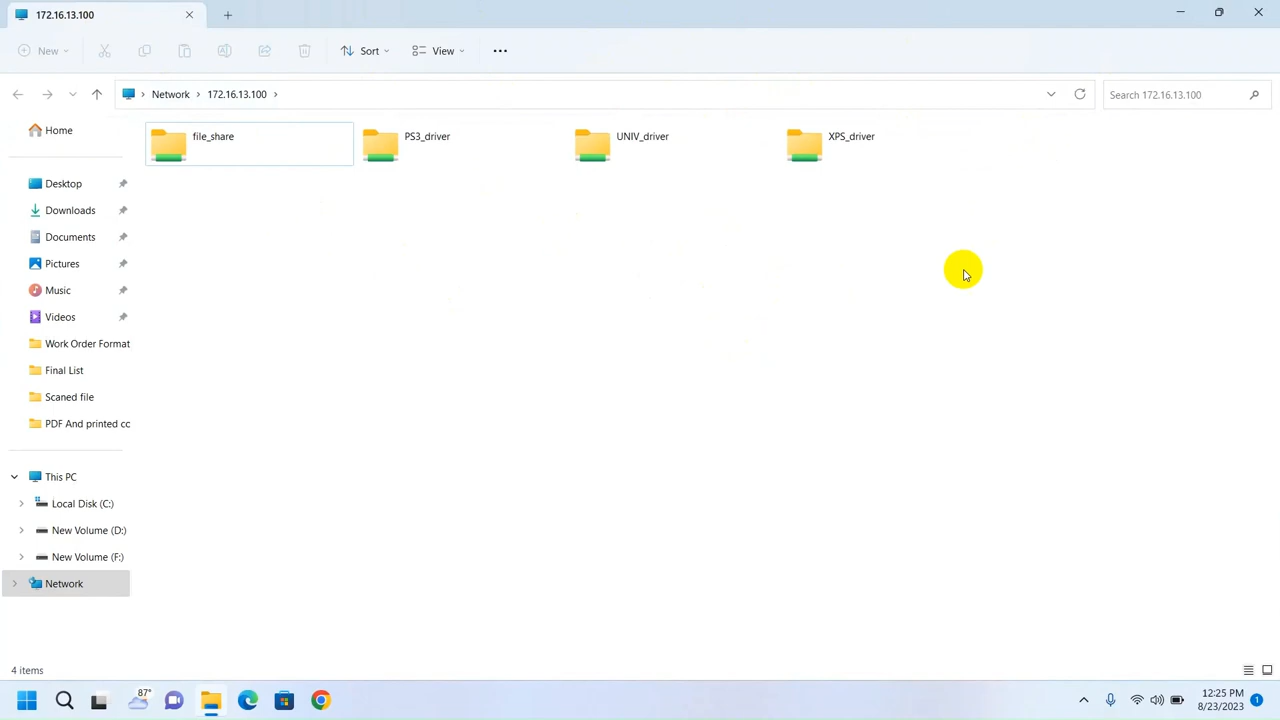 172.16.13.100
New
Sort
View
Network
172.16.13.100
Search 172.16.13.100
Home
file_share
PS3_driver
UNIV_driver
XPS_driver
Desktop
Downloads
Documents
Pictures
Music
Videos
Work Order Format
Final List
Scaned file
PDF And printed cc
This PC
Local Disk (C:)
New Volume (D:)
New Volume (F:)
Network
4 items
87°
12:25 PM
8/23/2023
1